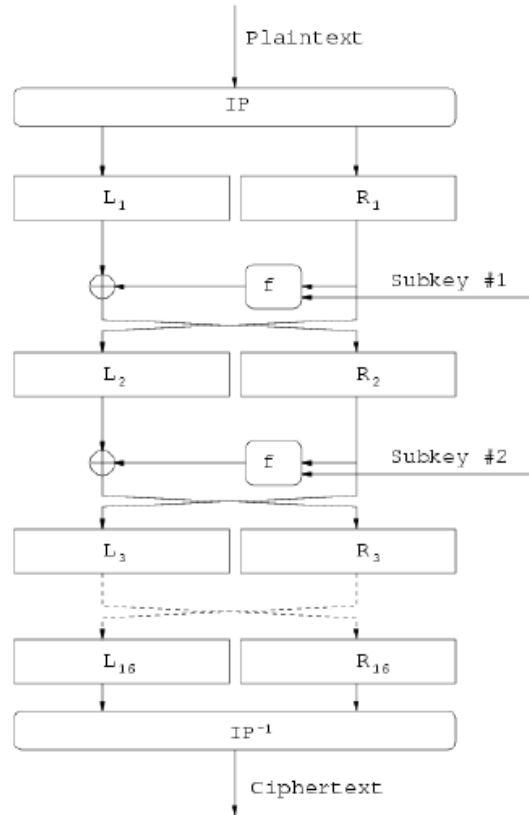 Plaintext
IP
L₁ R₁
f
Subkey #1
L₂ R₂
f
Subkey #2
L₃ R₃
L₁₆ R₁₆
IP⁻¹
Ciphertext